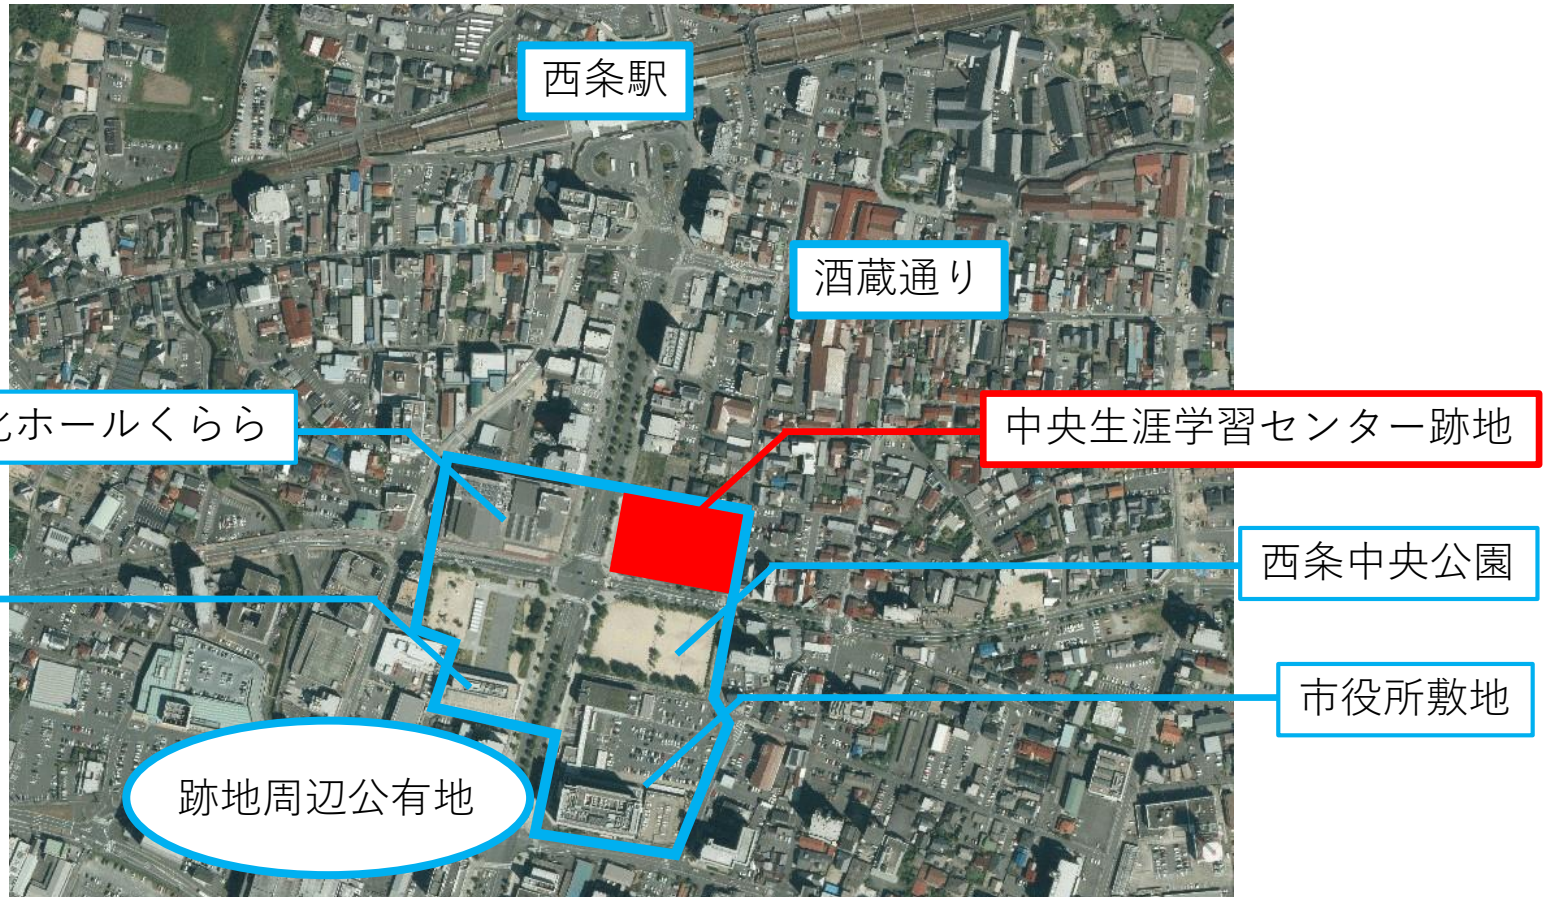 西条駅
酒蔵通り
ホールくらら
中央生涯学習センター跡地
西条中央公園
市役所敷地
跡地周辺公有地